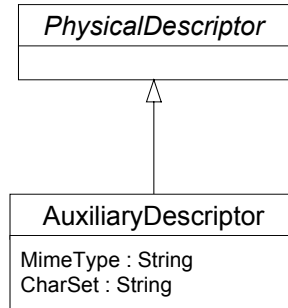 PhysicalDescriptor
AuxiliaryDescriptor
MimeType : String
CharSet : String